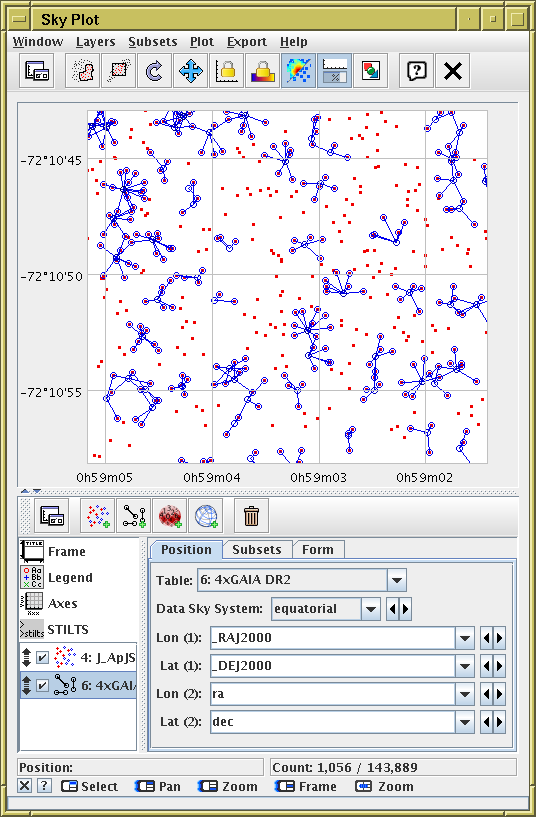 Sky Plot
Window Layers Subsets Plot Export Help
-72°10'45
-72°10'50
-72°10'55
0h59m05 0h59m04 0h59m03 0h59m02
Frame
Legend
Axes
STILTS
4: J_ApJS
6: 4xGAI
Position Subsets Form
Table: 6: 4xGAIA DR2
Data Sky System: equatorial
Lon (1): _RAJ2000
Lat (1): _DEJ2000
Lon (2): ra
Lat (2): dec
Position: Count: 1,056 / 143,889
Select Pan Zoom Frame Zoom